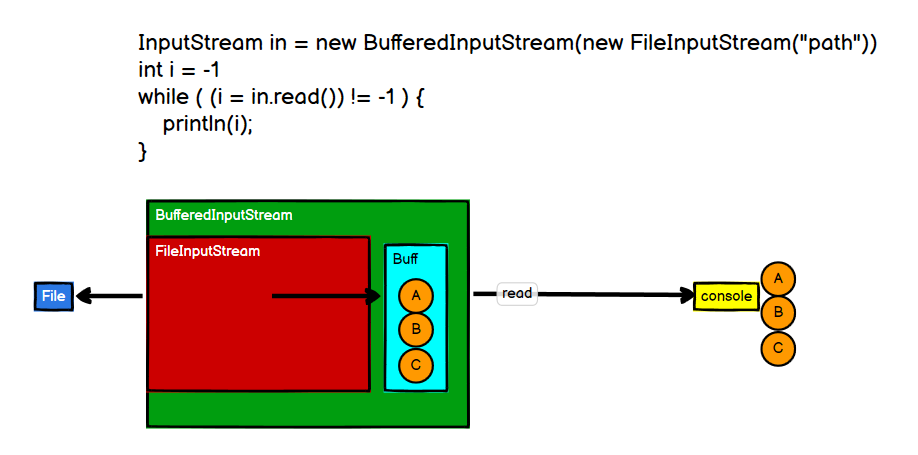 InputStream in = new BufferedInputStream(new FileInputStream("path"))
int i = -1
while ( (i = in.read()) != -1 ) {
println(i);
}
BufferedInputStream
FileInputStream
Buff
File
A
B
C
read
console
A
B
C